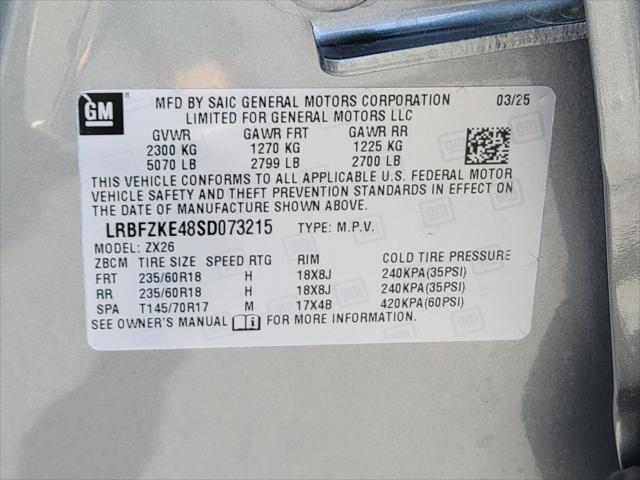 GM ® MFD BY SAIC GENERAL MOTORS CORPORATION 03/25
LIMITED FOR GENERAL MOTORS LLC
GVWR GAWR FRT GAWR RR
2300 KG 1270 KG 1225 KG
5070 LB 2799 LB 2700 LB
THIS VEHICLE CONFORMS TO ALL APPLICABLE U.S. FEDERAL MOTOR
VEHICLE SAFETY AND THEFT PREVENTION STANDARDS IN EFFECT ON
THE DATE OF MANUFACTURE SHOWN ABOVE.
LRBFZKE48SD073215 TYPE: M.P.V.
MODEL: ZX26
ZBCM TIRE SIZE SPEED RTG RIM COLD TIRE PRESSURE
FRT 235/60R18 H 18X8J 240KPA(35PSI)
RR 235/60R18 H 18X8J 240KPA(35PSI)
SPA T145/70R17 M 17X4B 420KPA(60PSI)
SEE OWNER'S MANUAL FOR MORE INFORMATION.